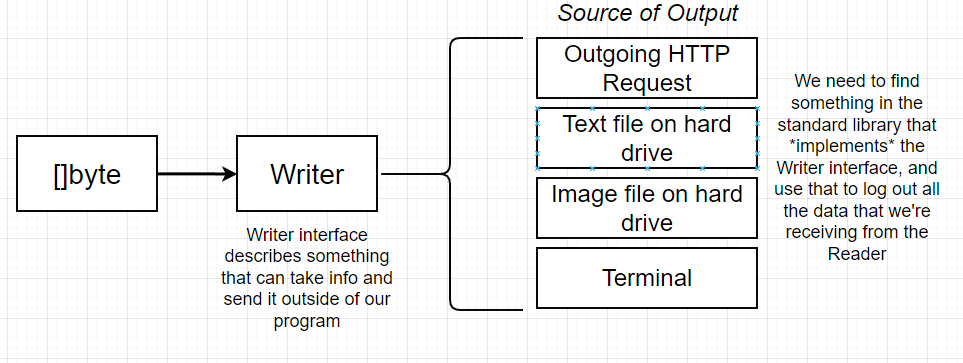 Source of Output
Outgoing HTTP
Request
Text file on hard
drive
Image file on hard
drive
Terminal
[]byte
Writer
Writer interface
describes something
that can take info and
send it outside of our
program
We need to find
something in the
standard library that
*implements* the
Writer interface, and
use that to log out all
the data that we're
receiving from the
Reader